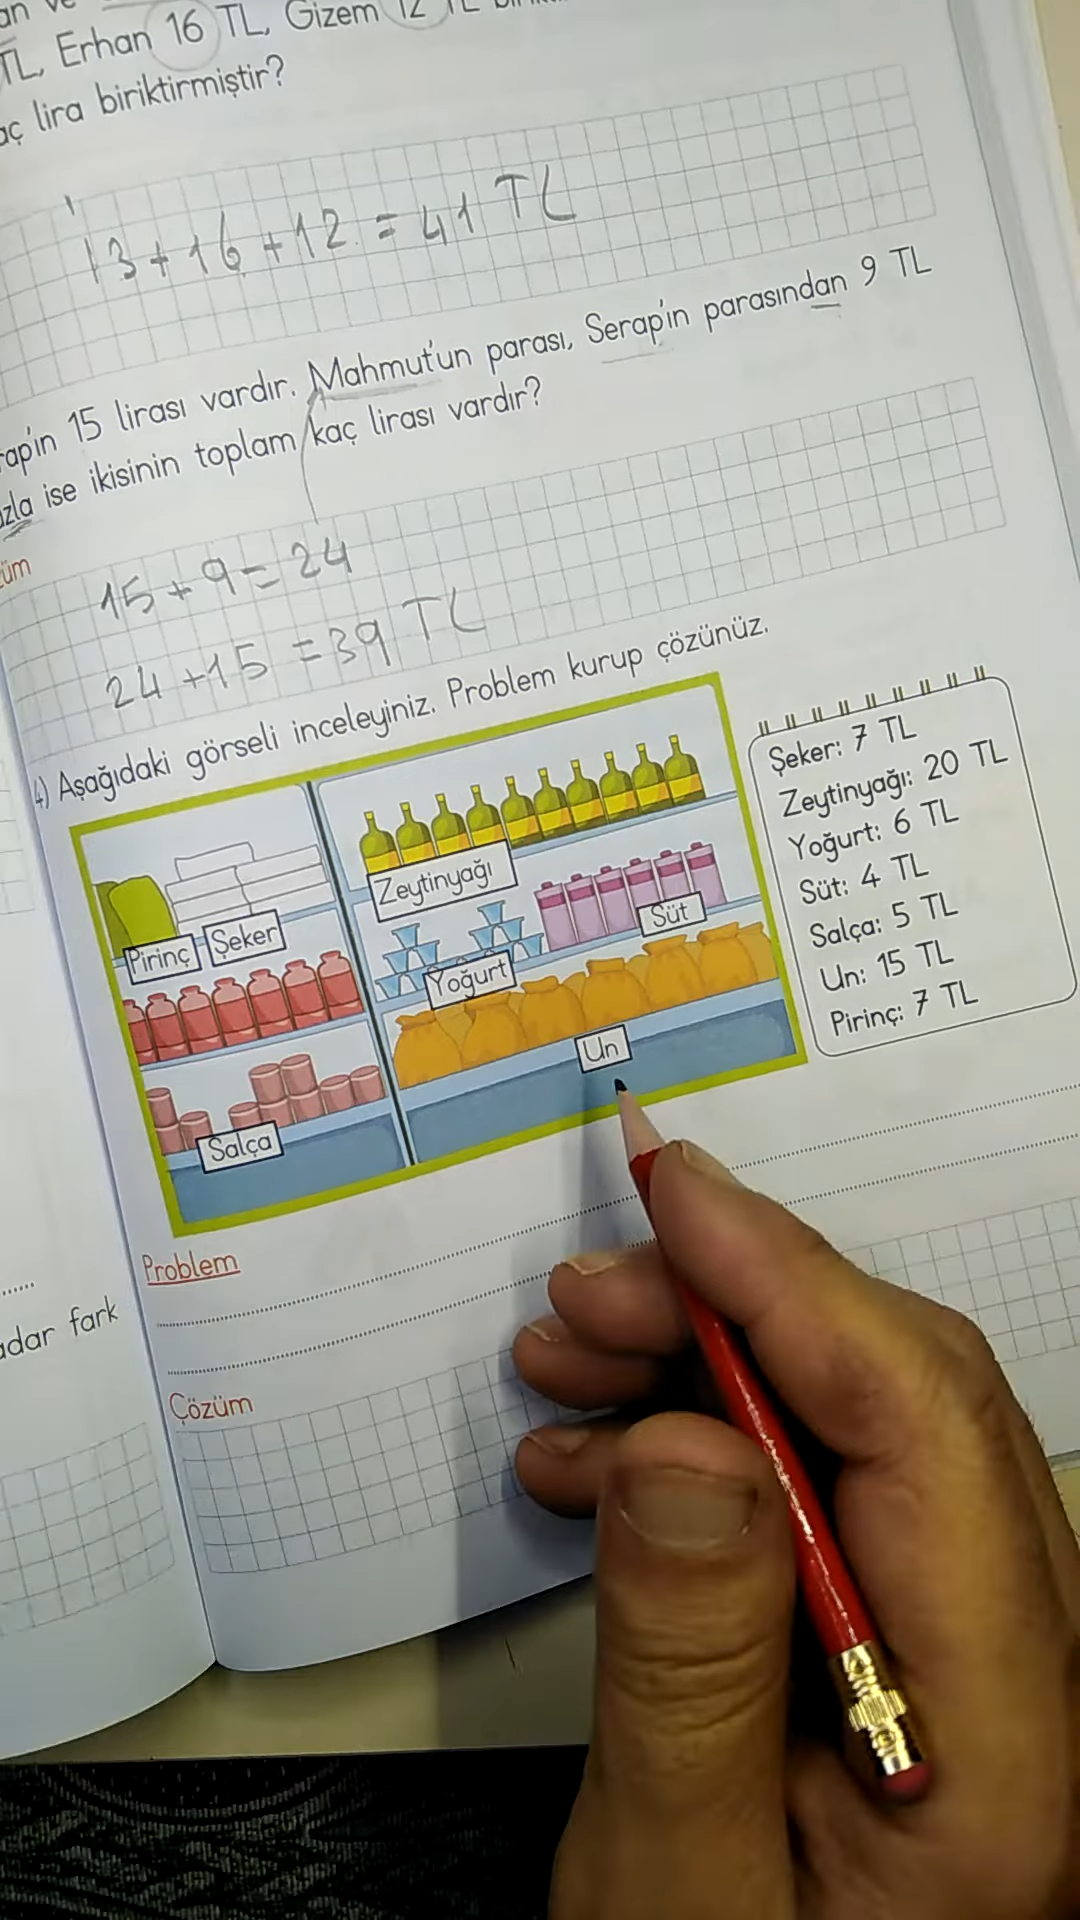 TL, Erhan 16 TL, Gizem 12 TL
aç lira biriktirmiştir?
13+16+12 = 41 TL
rap'in 15 lirası vardır. Mahmut'un parası, Serap'in parasından 9 TL
azla ise ikisinin toplam kaç lirası vardır?
züm
15+9=24
24+15 =39 TL
4) Aşağıdaki görseli inceleyiniz. Problem kurup çözünüz.
Zeytinyağı
Pirinç
Şeker
Süt
Yoğurt
Un
Salça
Şeker: 7 TL
Zeytinyağı: 20 TL
Yoğurt: 6 TL
Süt: 4 TL
Salça: 5 TL
Un: 15 TL
Pirinç: 7 TL
Problem
adar fark
Çözüm